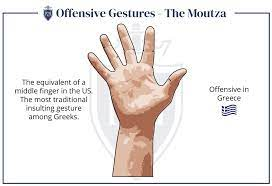 Offensive Gestures - The Moutza
The equivalent of a
middle finger in the US.
The most traditional
insulting gesture
among Greeks.
Offensive in
Greece